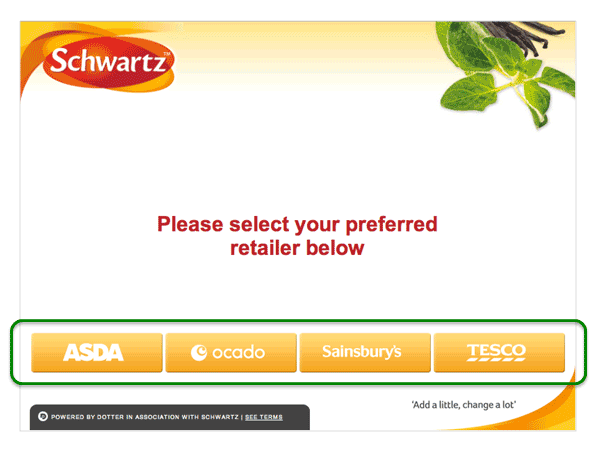 Schwartz™
Please select your preferred
retailer below
ASDA
ocado
Sainsbury's
TESCO
'Add a little, change a lot'
POWERED BY DOTTER IN ASSOCIATION WITH SCHWARTZ | SEE TERMS